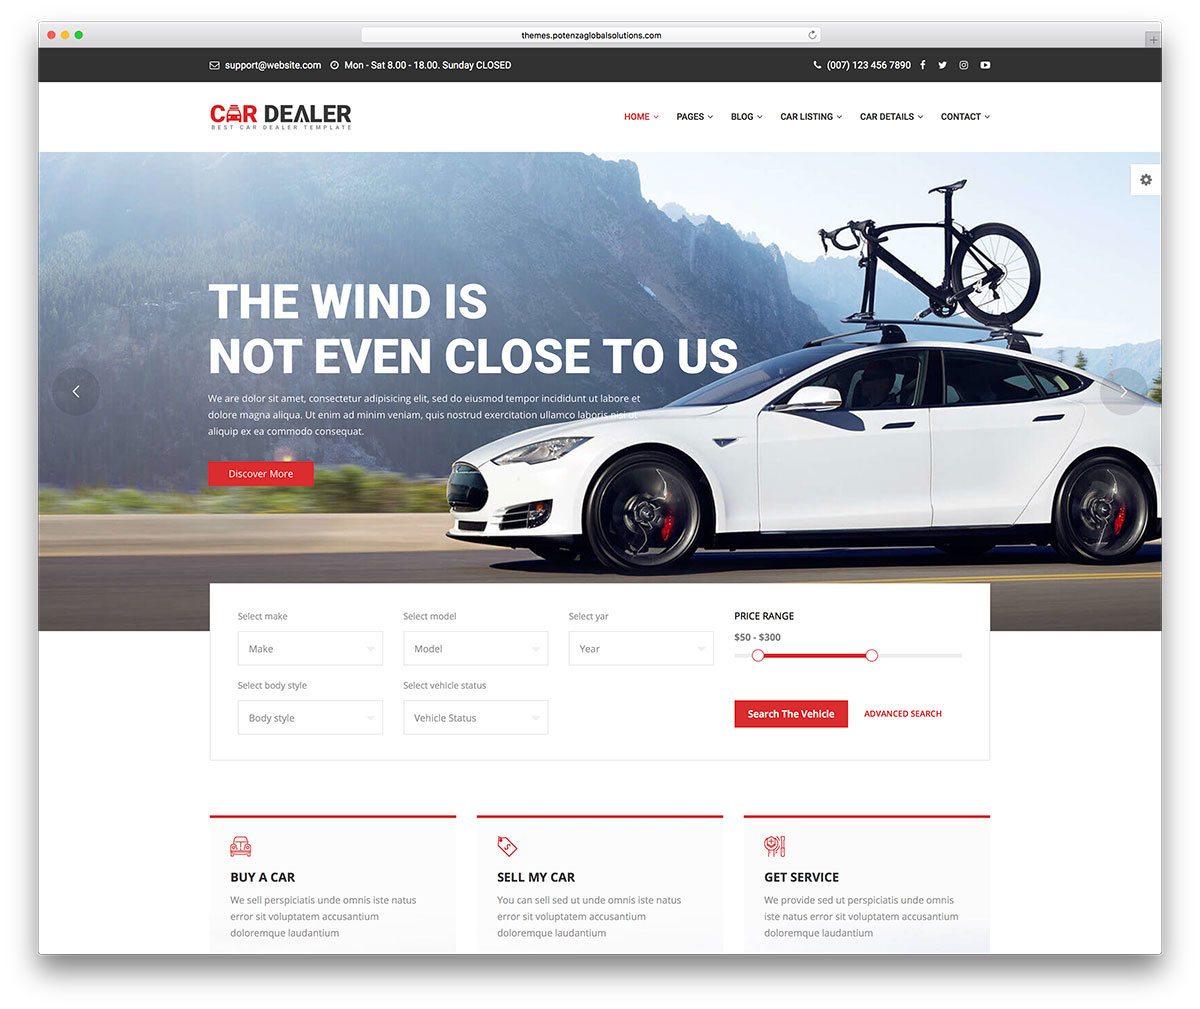 themes.potenzaglobalsolutions.com
support@website.com Mon - Sat 8.00 - 18.00. Sunday CLOSED (007) 123 456 7890
CAR DEALER
BEST CAR DEALER TEMPLATE
HOME PAGES BLOG CAR LISTING CAR DETAILS CONTACT
THE WIND IS
NOT EVEN CLOSE TO US
We are dolor sit amet, consectetur adipisicing elit, sed do eiusmod tempor incididunt ut labore et
dolore magna aliqua. Ut enim ad minim veniam, quis nostrud exercitation ullamco laboris nisi ut
aliquip ex ea commodo consequat.
Discover More
Select make Select model Select yar PRICE RANGE
$50 - $300
Make Model Year
Select body style Select vehicle status
Body style Vehicle Status Search The Vehicle ADVANCED SEARCH
BUY A CAR
We sell perspiciatis unde omnis iste natus
error sit voluptatem accusantium
doloremque laudantium
SELL MY CAR
You can sell sed ut unde omnis iste natus
error sit voluptatem accusantium
doloremque laudantium
GET SERVICE
We provide sed ut perspiciatis unde omnis
iste natus error sit voluptatem accusantium
doloremque laudantium